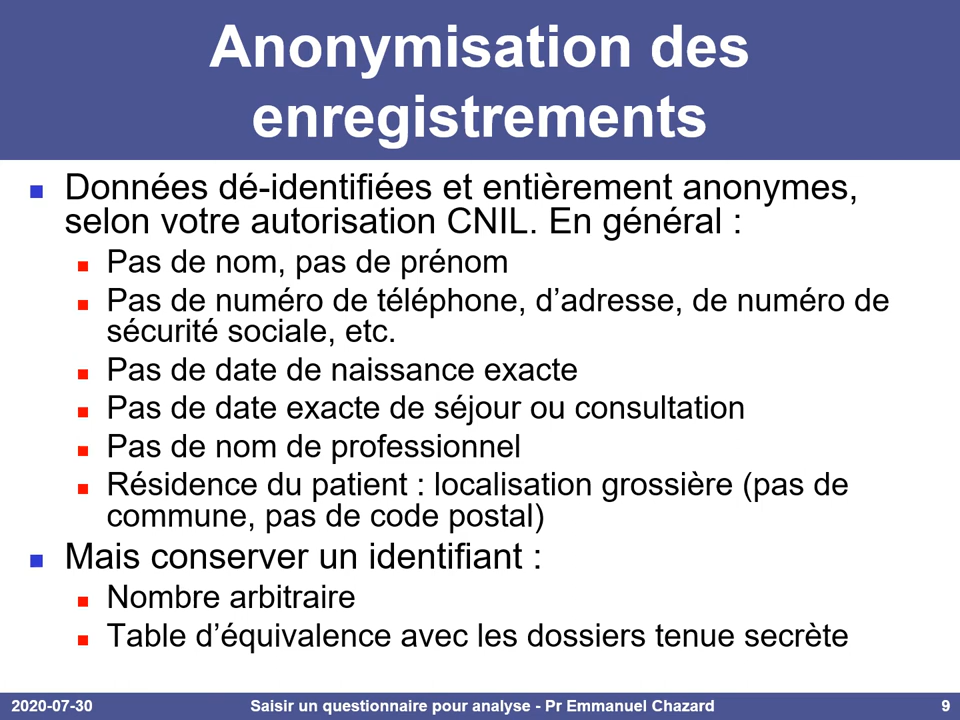 Anonymisation des
enregistrements
Données dé-identifiées et entièrement anonymes,
selon votre autorisation CNIL. En général :
Pas de nom, pas de prénom
Pas de numéro de téléphone, d’adresse, de numéro de
sécurité sociale, etc.
Pas de date de naissance exacte
Pas de date exacte de séjour ou consultation
Pas de nom de professionnel
Résidence du patient : localisation grossière (pas de
commune, pas de code postal)
Mais conserver un identifiant :
Nombre arbitraire
Table d’équivalence avec les dossiers tenue secrète
2020-07-30 Saisir un questionnaire pour analyse - Pr Emmanuel Chazard 9